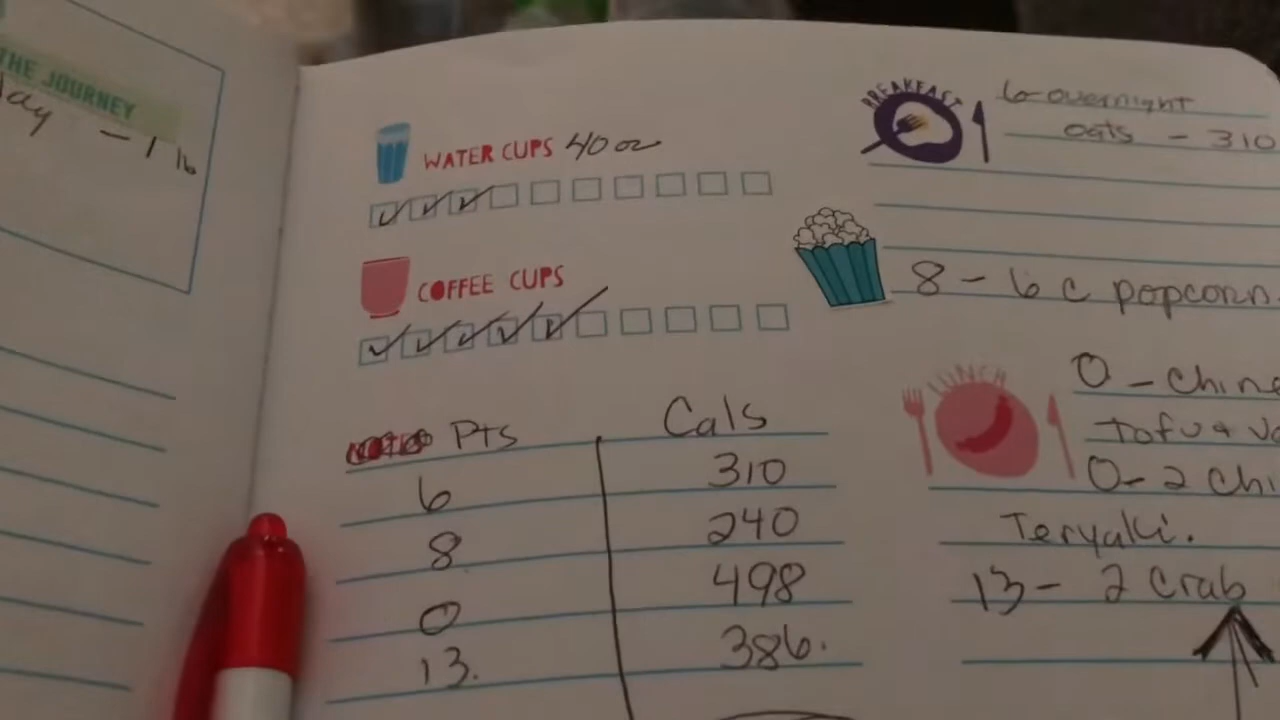 THE JOURNEY
day - 1 lb
WATER CUPS 40 oz
COFFEE CUPS
Pts Cals
6 310
8 240
0 498
13. 386.
BREAKFAST
6-overnight
oats - 310
8 - 6 c popcorn
LUNCH
0 - Chine
tofu &
0- 2 Chi
Teryaki.
13 - 2 Crab